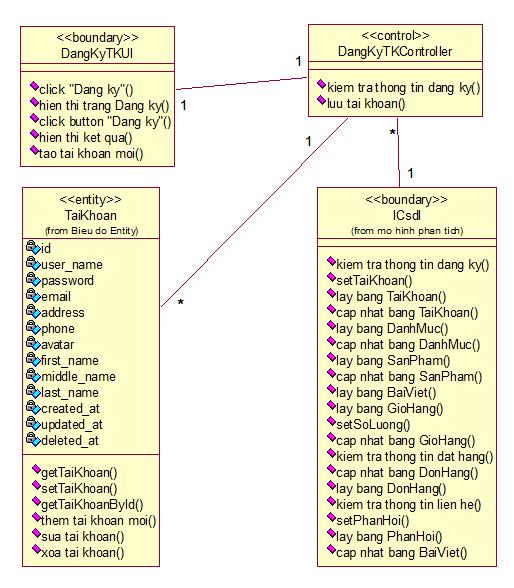 <<boundary>>
DangKyTKUI
click "Dang ky"()
hien thi trang Dang ky()
click button "Dang ky"()
hien thi ket qua()
tao tai khoan moi()
<<control>>
DangKyTKController
kiem tra thong tin dang ky()
luu tai khoan()
1
1
1
*
*
1
<<entity>>
TaiKhoan
(from Bieu do Entity)
id
user_name
password
email
address
phone
avatar
first_name
middle_name
last_name
created_at
updated_at
deleted_at
getTaiKhoan()
setTaiKhoan()
getTaiKhoanById()
them tai khoan moi()
sua tai khoan()
xoa tai khoan()
<<boundary>>
ICsdl
(from mo hinh phan tich)
kiem tra thong tin dang ky()
setTaiKhoan()
lay bang TaiKhoan()
cap nhat bang TaiKhoan()
lay bang DanhMuc()
cap nhat bang DanhMuc()
lay bang SanPham()
cap nhat bang SanPham()
lay bang BaiViet()
lay bang GioHang()
setSoLuong()
cap nhat bang GioHang()
kiem tra thong tin dat hang()
cap nhat bang DonHang()
lay bang DonHang()
kiem tra thong tin lien he()
setPhanHoi()
lay bang PhanHoi()
cap nhat bang BaiViet()